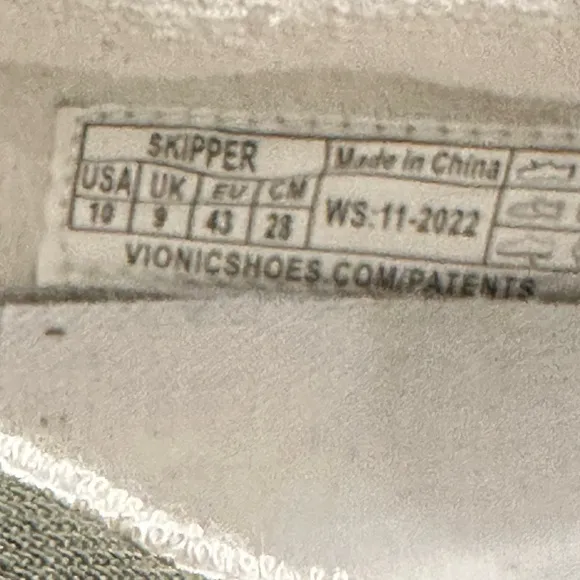 SKIPPER
Made in China
USA UK EU CM
10 9 43 28
WS:11-2022
VIONICSHOES.COM/PATENTS